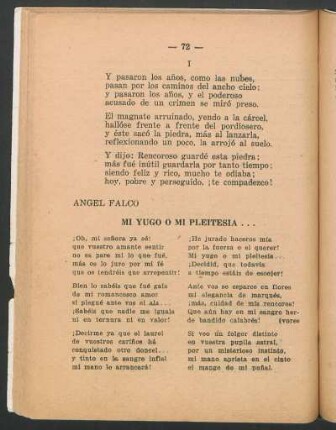 — 72 —
I
Y pasaron los años, como las nubes,
pasan por los caminos del ancho cielo;
y pasaron los años, y el poderoso
acusado de un crimen se miró preso.
El magnate arruinado, yendo a la cárcel,
hallóse frente a frente del pordiosero,
y éste sacó la piedra, más al lanzarla,
reflexionando un poco, la arrojó al suelo.
Y dijo: Rencoroso guardé esta piedra;
más fué inútil guardarla por tanto tiempo;
siendo feliz y rico, mucho te odiaba;
hoy, pobre y perseguido, ¡te compadezco!
ANGEL FALCO
MI YUGO O MI PLEITESIA...
¡Oh, mi señora ya sé!
que vuestro amante sentir
no es para mí lo que fué,
más os lo juro por mi fé
que os tendréis que arrepentir!
Bien lo sabéis que fué gala
de mi romancesco amor
el plegué ante vos el ala...
¡Sabéis que nadie me iguala
ni en ternura ni en valor!
¡Decirme ya que el laurel
de vuestros cariños há
conquistado otro doncel...
y tinto en la sangre infiel
mi mano lo arrancará!
¡He jurado haceros mía
por la fuerza o el querer!
Mi yugo o mi pleitesía...
¡Decidid, que todavía
a tiempo estáis de escojer!
Ante vos se esparce en flores
mi elegancia de marqués,
¡más, cuidad de mis rencores!
Que aún hay en mi sangre her-
de bandido calabrés! (vores
Si veo un fulgor distinto
en vuestra pupila astral,
por un misterioso instinto,
mi mano aprieta en el cinto
el mange de mi puñal.